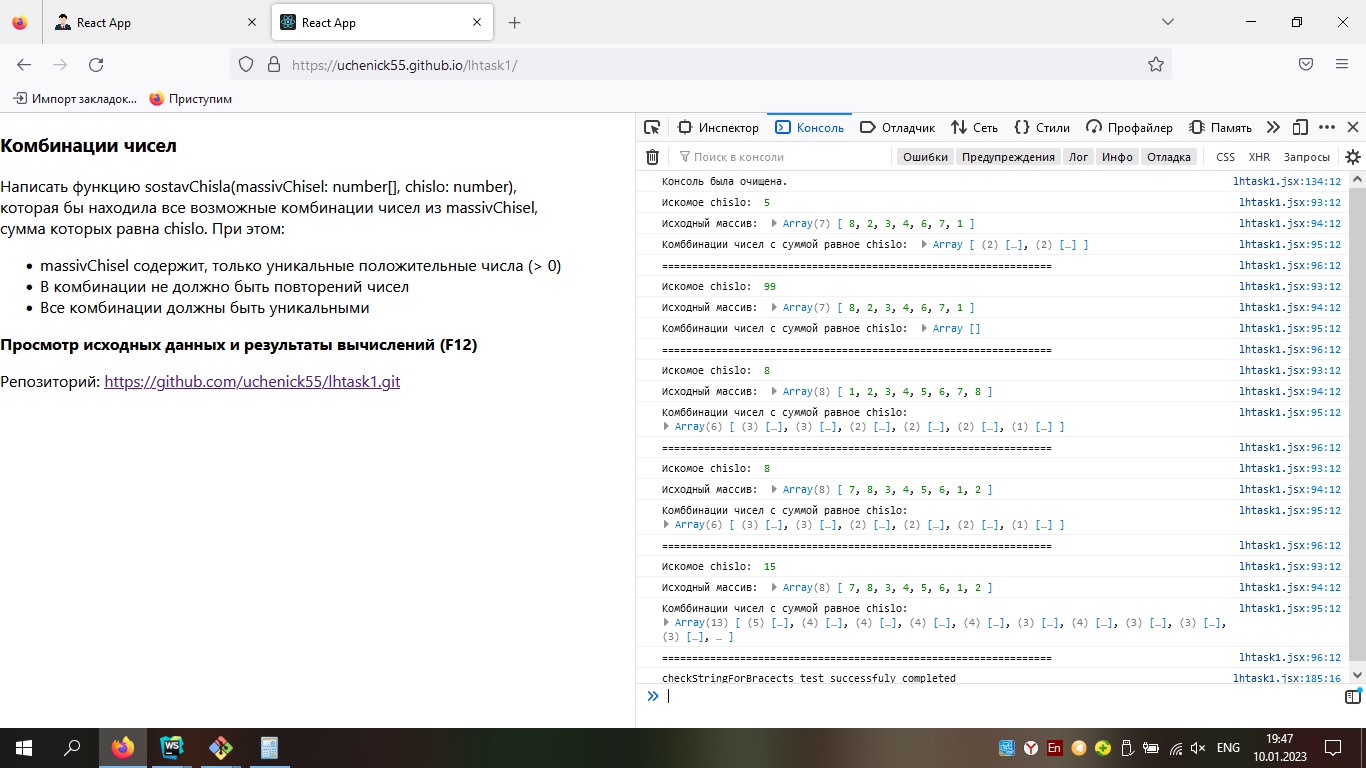 React App
React App
https://uchenick55.github.io/lhtask1/
Импорт закладок...
Приступим
Комбинации чисел
Написать функцию sostavChisla(massivChisel: number[], chislo: number),
которая бы находила все возможные комбинации чисел из massivChisel,
сумма которых равна chislo. При этом:
• massivChisel содержит, только уникальные положительные числа (> 0)
• В комбинации не должно быть повторений чисел
• Все комбинации должны быть уникальными
Просмотр исходных данных и результаты вычислений (F12)
Репозиторий: https://github.com/uchenick55/lhtask1.git
Инспектор Консоль Отладчик Сеть Стили Профайлер Память
Поиск в консоли Ошибки Предупреждения Лог Инфо Отладка CSS XHR Запросы
Консоль была очищена. lhtask1.jsx:134:12
Искомое chislo: 5 lhtask1.jsx:93:12
Исходный массив: Array(7) [ 8, 2, 3, 4, 6, 7, 1 ] lhtask1.jsx:94:12
Комббинации чисел с суммой равное chislo: Array [ (2) […], (2) […] ] lhtask1.jsx:95:12
================================================================= lhtask1.jsx:96:12
Искомое chislo: 99 lhtask1.jsx:93:12
Исходный массив: Array(7) [ 8, 2, 3, 4, 6, 7, 1 ] lhtask1.jsx:94:12
Комббинации чисел с суммой равное chislo: Array [] lhtask1.jsx:95:12
================================================================= lhtask1.jsx:96:12
Искомое chislo: 8 lhtask1.jsx:93:12
Исходный массив: Array(8) [ 1, 2, 3, 4, 5, 6, 7, 8 ] lhtask1.jsx:94:12
Комббинации чисел с суммой равное chislo: lhtask1.jsx:95:12
Array(6) [ (3) […], (3) […], (2) […], (2) […], (2) […], (1) […] ]
================================================================= lhtask1.jsx:96:12
Искомое chislo: 8 lhtask1.jsx:93:12
Исходный массив: Array(8) [ 7, 8, 3, 4, 5, 6, 1, 2 ] lhtask1.jsx:94:12
Комббинации чисел с суммой равное chislo: lhtask1.jsx:95:12
Array(6) [ (3) […], (3) […], (2) […], (2) […], (2) […], (1) […] ]
================================================================= lhtask1.jsx:96:12
Искомое chislo: 15 lhtask1.jsx:93:12
Исходный массив: Array(8) [ 7, 8, 3, 4, 5, 6, 1, 2 ] lhtask1.jsx:94:12
Комббинации чисел с суммой равное chislo: lhtask1.jsx:95:12
Array(13) [ (5) […], (4) […], (4) […], (4) […], (4) […], (3) […], (4) […], (3) […], (3) […],
(3) […], … ]
================================================================= lhtask1.jsx:96:12
checkStringForBracects test successfuly completed lhtask1.jsx:185:16
WS
En
ENG
19:47
10.01.2023